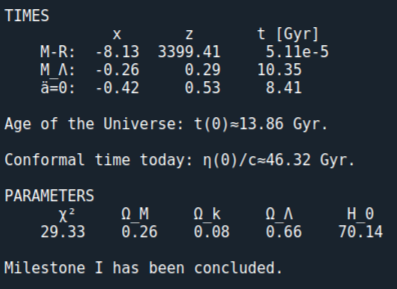 TIMES
x z t [Gyr]
M-R: -8.13 3399.41 5.11e-5
M_Λ: -0.26 0.29 10.35
ä=0: -0.42 0.53 8.41
Age of the Universe: t(0)≈13.86 Gyr.
Conformal time today: η(0)/c≈46.32 Gyr.
PARAMETERS
χ² Ω_M Ω_k Ω_Λ H_0
29.33 0.26 0.08 0.66 70.14
Milestone I has been concluded.